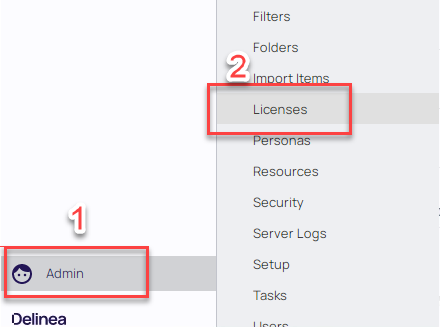 Filters
Folders
2
Import Items
Licenses
Personas
Resources
Security
1
Server Logs
Admin
Setup
Tasks
Delinea
Users